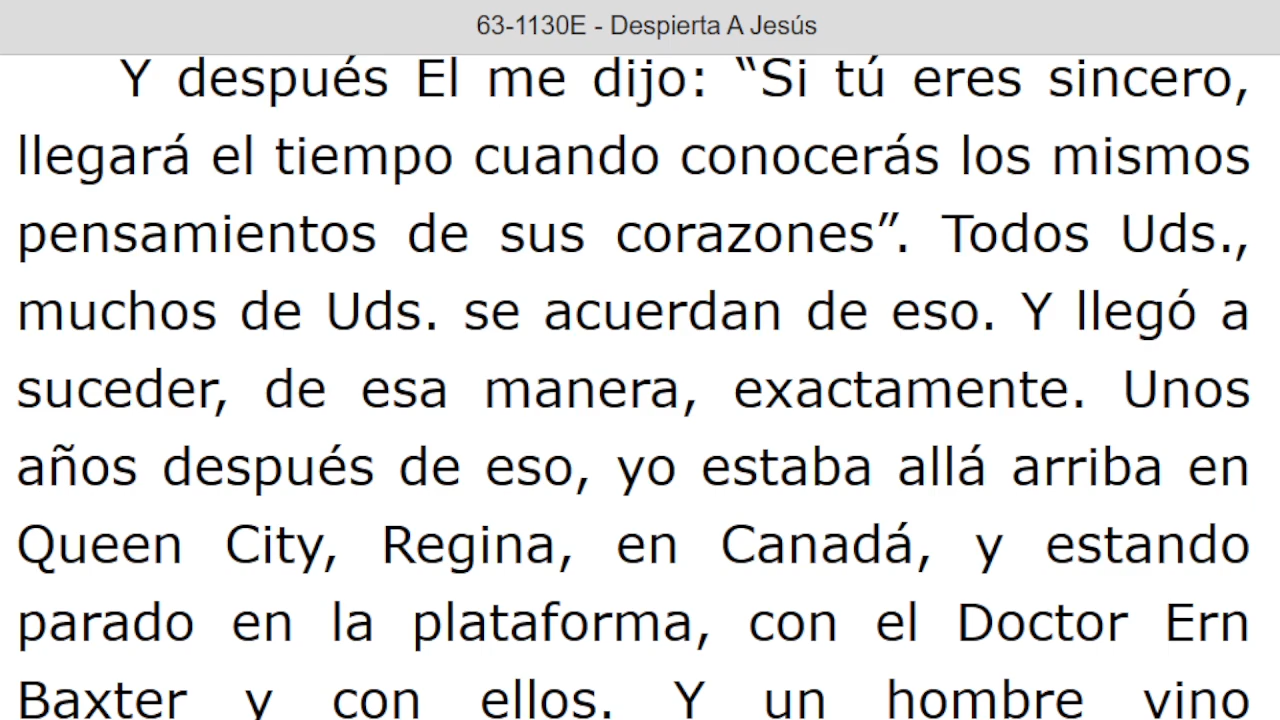 63-1130E - Despierta A Jesús
Y después El me dijo: “Si tú eres sincero,
llegará el tiempo cuando conocerás los mismos
pensamientos de sus corazones”. Todos Uds.,
muchos de Uds. se acuerdan de eso. Y llegó a
suceder, de esa manera, exactamente. Unos
años después de eso, yo estaba allá arriba en
Queen City, Regina, en Canadá, y estando
parado en la plataforma, con el Doctor Ern
Baxter y con ellos. Y un hombre vino